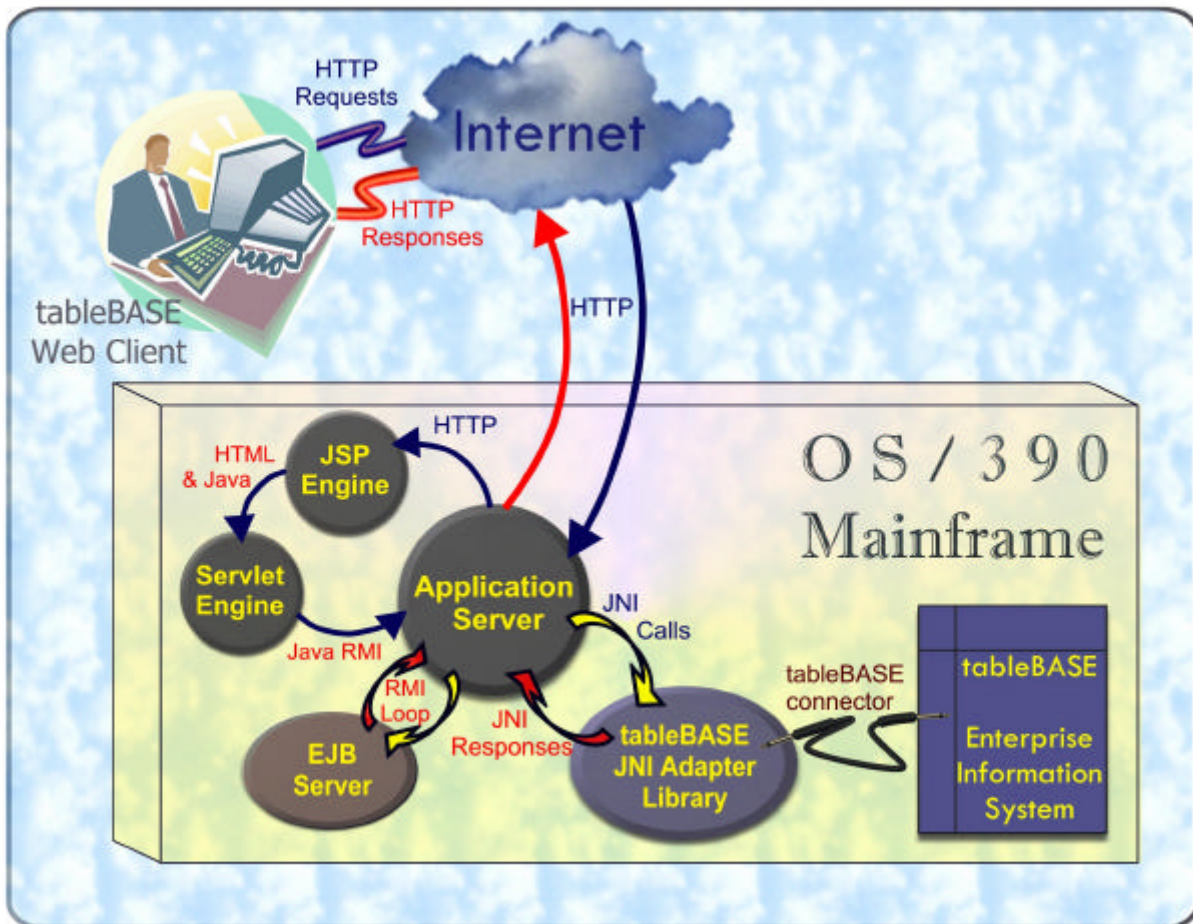 HTTP
Requests
Internet
HTTP
Responses
tableBASE
Web Client
HTTP
OS/390
Mainframe
HTTP
JSP
Engine
HTML
& Java
Servlet
Engine
Java RMI
Application
Server
JNI
Calls
RMI
Loop
EJB
Server
JNI
Responses
tableBASE
JNI Adapter
Library
tableBASE
connector
tableBASE
Enterprise
Information
System